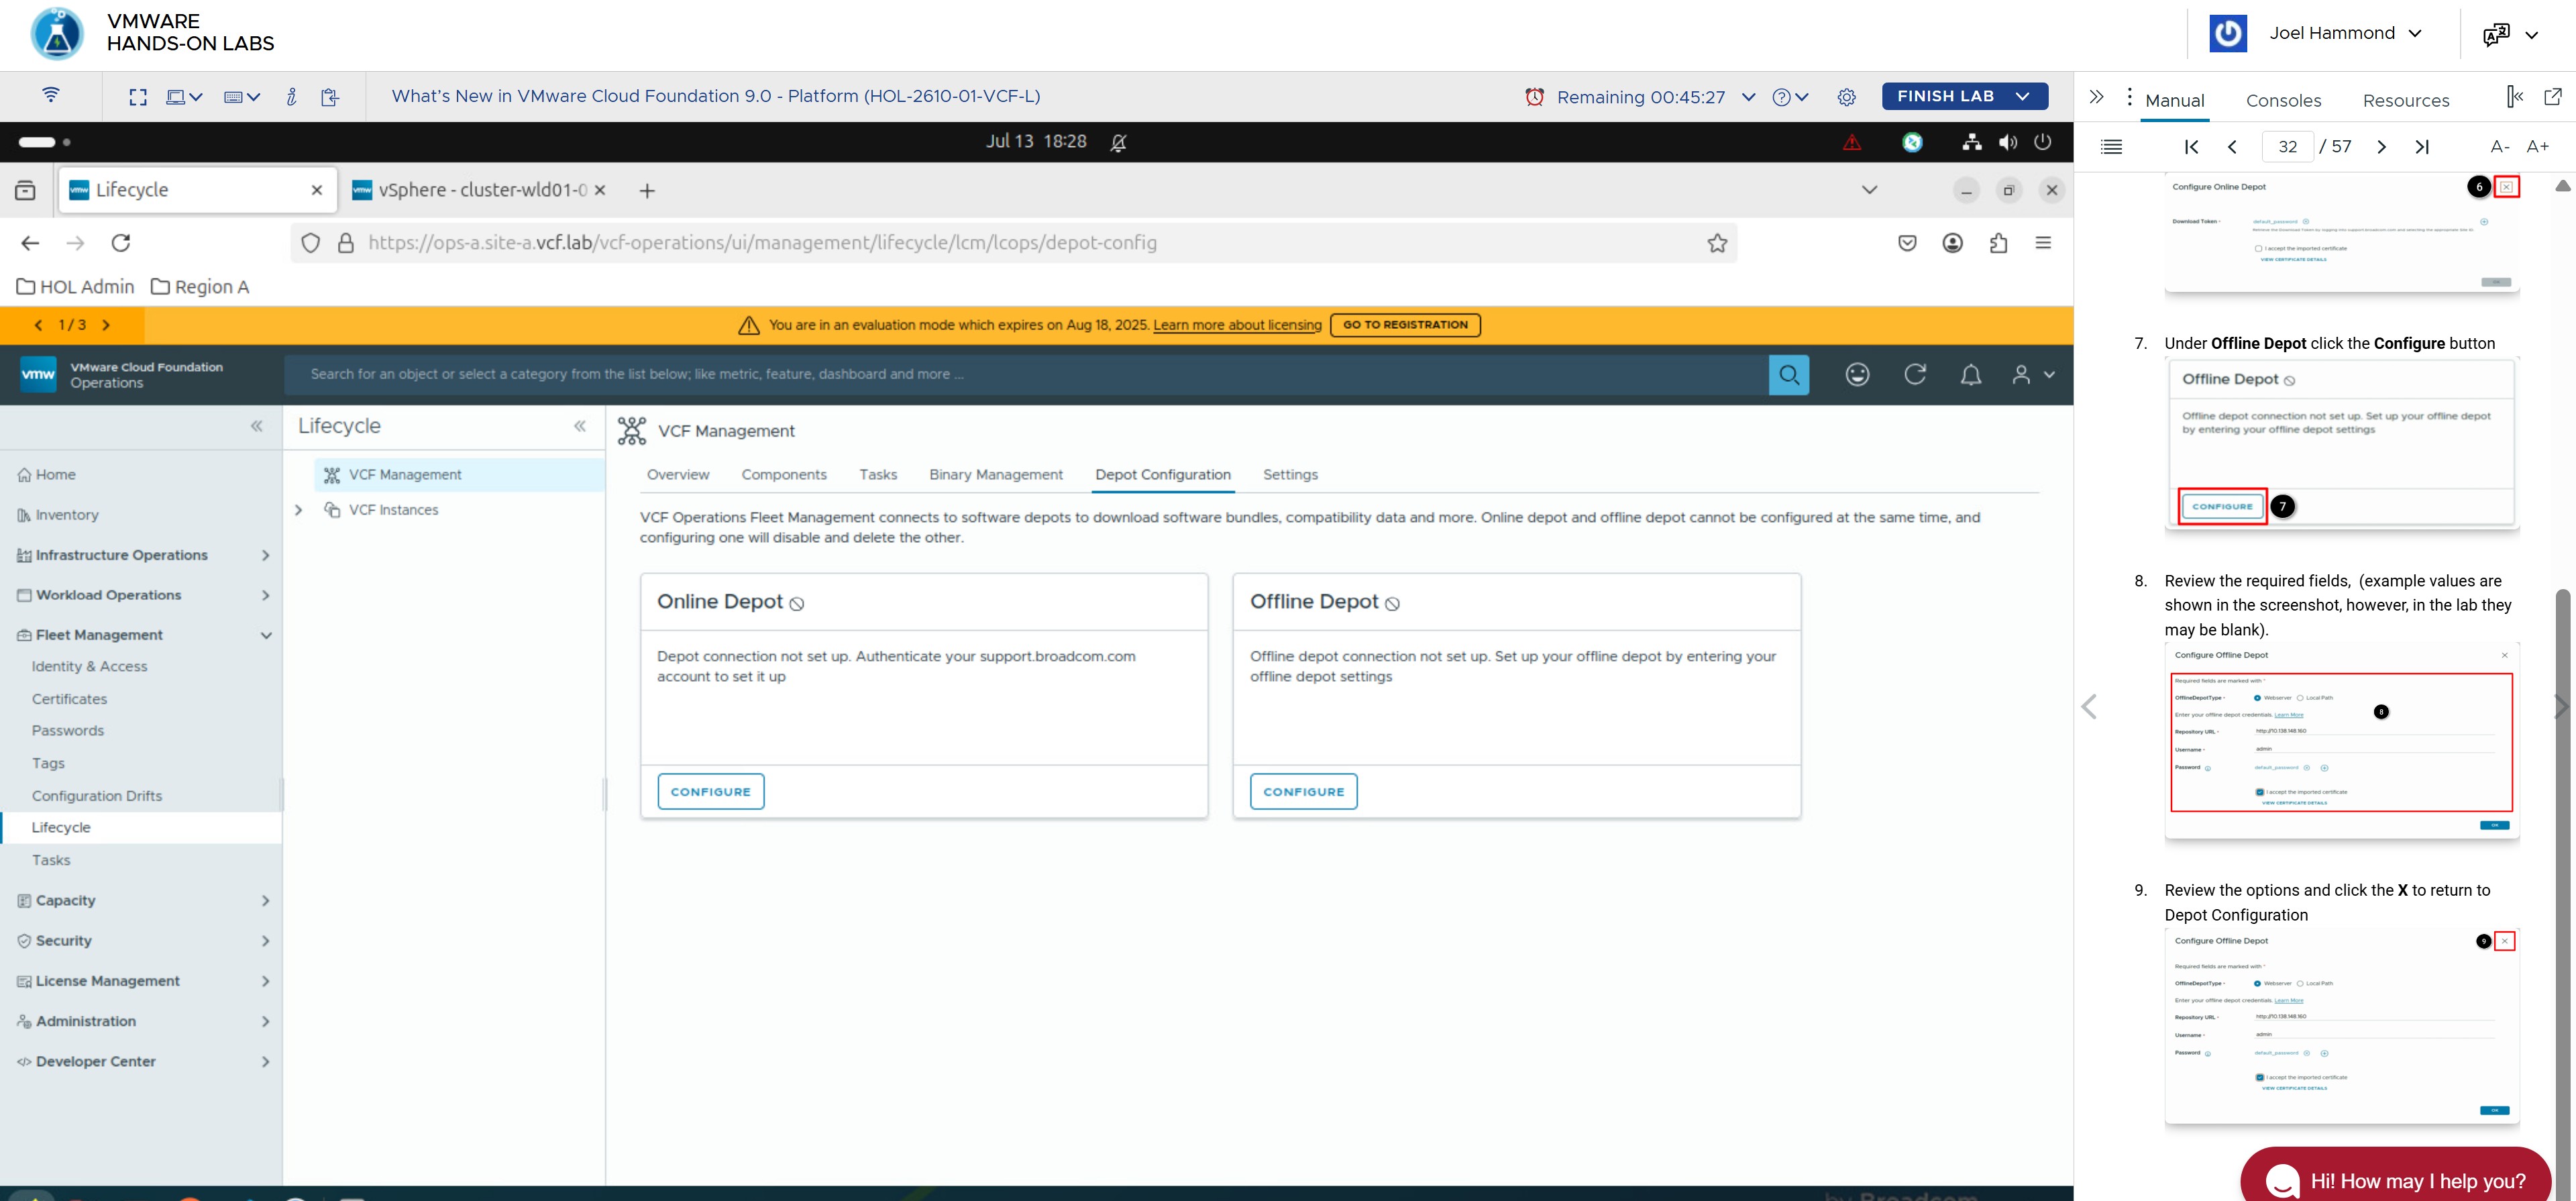 VMWARE
HANDS-ON LABS
Joel Hammond
What's New in VMware Cloud Foundation 9.0 - Platform (HOL-2610-01-VCF-L)
Remaining 00:45:27
FINISH LAB
Manual
Consoles
Resources
32 / 57
A-
A+
Jul 13 18:28
Lifecycle
vSphere - cluster-wld01-0
https://ops-a.site-a.vcf.lab/vcf-operations/ui/management/lifecycle/lcm/lcops/depot-config
HOL Admin
Region A
1 / 3
You are in an evaluation mode which expires on Aug 18, 2025. Learn more about licensing
GO TO REGISTRATION
vmw
VMware Cloud Foundation
Operations
Search for an object or select a category from the list below; like metric, feature, dashboard and more ...
Home
Inventory
Infrastructure Operations
Workload Operations
Fleet Management
Identity & Access
Certificates
Passwords
Tags
Configuration Drifts
Lifecycle
Tasks
Capacity
Security
License Management
Administration
Developer Center
Lifecycle
VCF Management
VCF Instances
VCF Management
Overview
Components
Tasks
Binary Management
Depot Configuration
Settings
VCF Operations Fleet Management connects to software depots to download software bundles, compatibility data and more. Online depot and offline depot cannot be configured at the same time, and
configuring one will disable and delete the other.
Online Depot
Depot connection not set up. Authenticate your support.broadcom.com
account to set it up
CONFIGURE
Offline Depot
Offline depot connection not set up. Set up your offline depot by entering your
offline depot settings
CONFIGURE
Configure Online Depot
6
Download Token *
default_password
Retrieve the Download Token by logging into support.broadcom.com and selecting the appropriate Site ID.
I accept the imported certificate
VIEW CERTIFICATE DETAILS
7. Under Offline Depot click the Configure button
Offline Depot
Offline depot connection not set up. Set up your offline depot
by entering your offline depot settings
CONFIGURE
7
8. Review the required fields, (example values are
shown in the screenshot, however, in the lab they
may be blank).
Configure Offline Depot
Required fields are marked with *
OfflineDepotType *
Webserver
Local Path
8
Enter your offline depot credentials. Learn More
Repository URL *
http://10.138.148.160
Username *
admin
Password
default_password
I accept the imported certificate
VIEW CERTIFICATE DETAILS
OK
9. Review the options and click the X to return to
Depot Configuration
Configure Offline Depot
9
Required fields are marked with *
OfflineDepotType *
Webserver
Local Path
Enter your offline depot credentials. Learn More
Repository URL *
http://10.138.148.160
Username *
admin
Password
default_password
I accept the imported certificate
VIEW CERTIFICATE DETAILS
OK
Hi! How may I help you?
by Broadcom